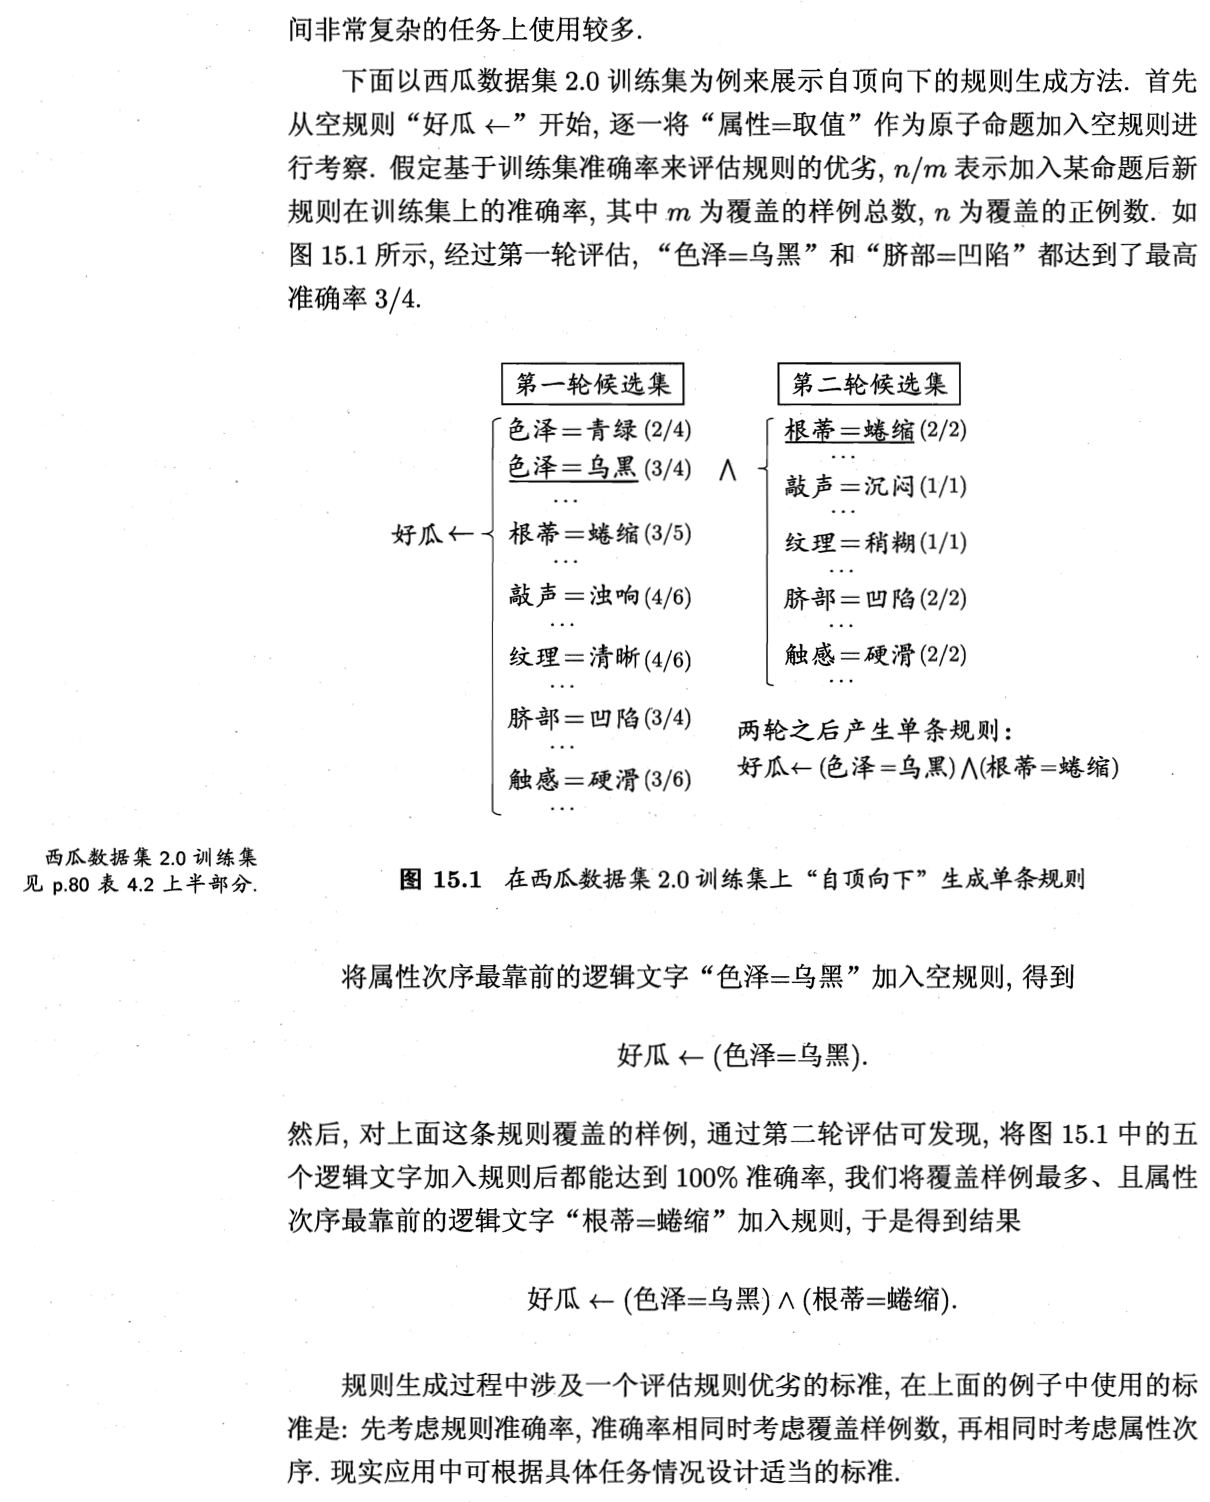 间非常复杂的任务上使用较多.
下面以西瓜数据集 2.0 训练集为例来展示自顶向下的规则生成方法. 首先
从空规则“好瓜 ←”开始, 逐一将“属性=取值”作为原子命题加入空规则进
行考察. 假定基于训练集准确率来评估规则的优劣, n/m 表示加入某命题后新
规则在训练集上的准确率, 其中 m 为覆盖的样例总数, n 为覆盖的正例数. 如
图 15.1 所示, 经过第一轮评估, “色泽=乌黑”和“脐部=凹陷”都达到了最高
准确率 3/4.
第一轮候选集
色泽=青绿 (2/4)
色泽=乌黑 (3/4)
...
好瓜 ←
根蒂=蜷缩 (3/5)
...
敲声=浊响 (4/6)
...
纹理=清晰 (4/6)
...
脐部=凹陷 (3/4)
...
触感=硬滑 (3/6)
...
∧
第二轮候选集
根蒂=蜷缩 (2/2)
...
敲声=沉闷 (1/1)
...
纹理=稍糊 (1/1)
...
脐部=凹陷 (2/2)
...
触感=硬滑 (2/2)
...
两轮之后产生单条规则:
好瓜← (色泽=乌黑)∧(根蒂=蜷缩)
西瓜数据集 2.0 训练集
见 p.80 表 4.2 上半部分.
图 15.1 在西瓜数据集 2.0 训练集上“自顶向下”生成单条规则
将属性次序最靠前的逻辑文字“色泽=乌黑”加入空规则, 得到
好瓜 ← (色泽=乌黑).
然后, 对上面这条规则覆盖的样例, 通过第二轮评估可发现, 将图 15.1 中的五
个逻辑文字加入规则后都能达到 100% 准确率, 我们将覆盖样例最多、且属性
次序最靠前的逻辑文字“根蒂=蜷缩”加入规则, 于是得到结果
好瓜 ← (色泽=乌黑) ∧ (根蒂=蜷缩).
规则生成过程中涉及一个评估规则优劣的标准, 在上面的例子中使用的标
准是: 先考虑规则准确率, 准确率相同时考虑覆盖样例数, 再相同时考虑属性次
序. 现实应用中可根据具体任务情况设计适当的标准.